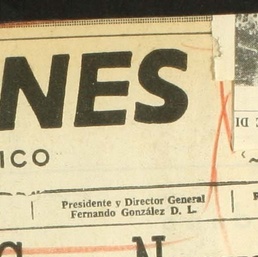 NES
ICO
Presidente y Director General
Fernando González D. L.